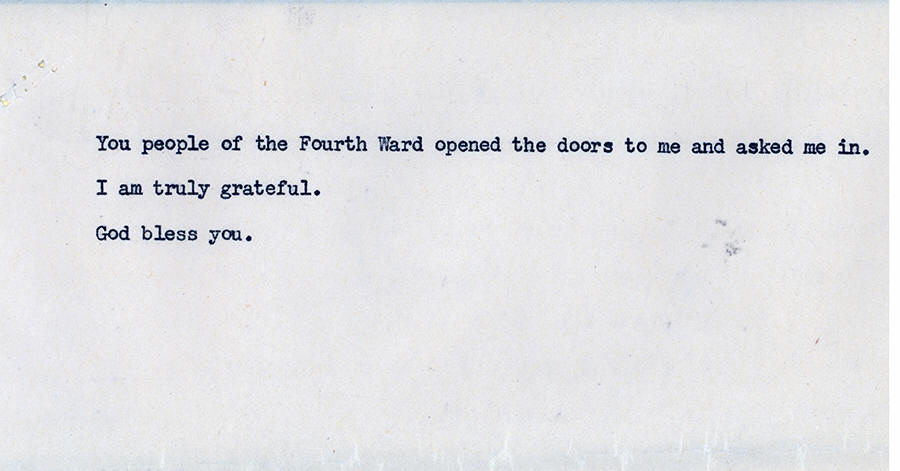 You people of the Fourth Ward opened the doors to me and asked me in.
I am truly grateful.
God bless you.